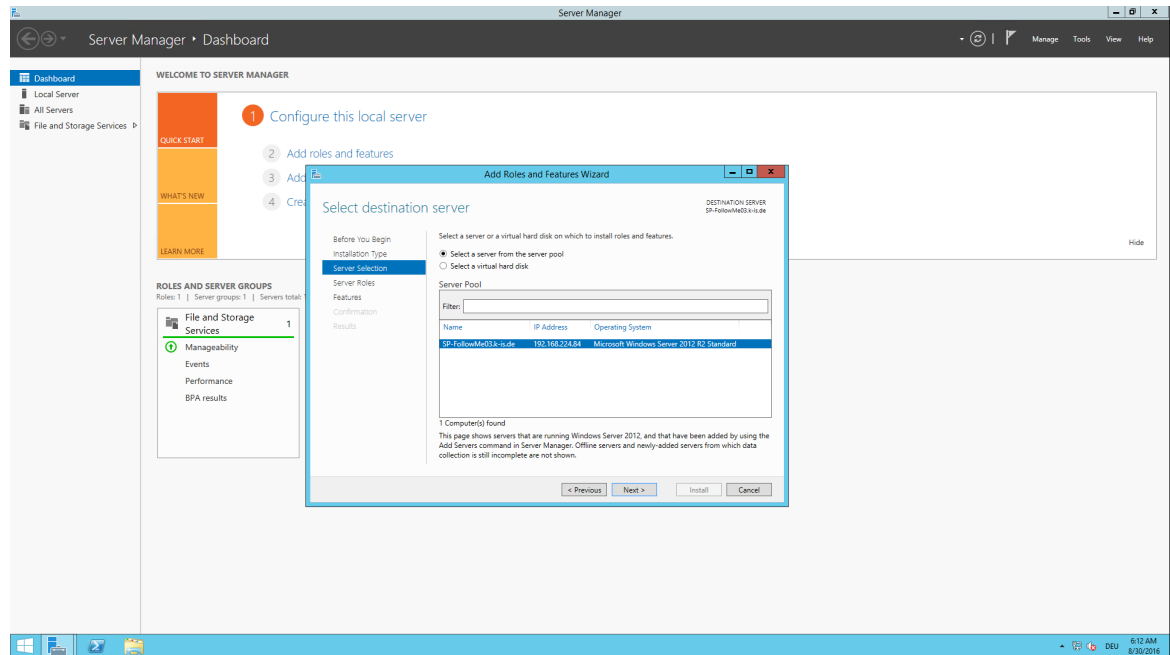 Server Manager
Server Manager • Dashboard
Manage Tools View Help
Dashboard
Local Server
All Servers
File and Storage Services
WELCOME TO SERVER MANAGER
QUICK START
WHAT'S NEW
LEARN MORE
1 Configure this local server
2 Add roles and features
3 Add
4 Crea
Hide
ROLES AND SERVER GROUPS
Roles: 1 | Server groups: 1 | Servers total:
File and Storage
Services
1
Manageability
Events
Performance
BPA results
Add Roles and Features Wizard
Select destination server
DESTINATION SERVER
SP-FollowMe03.k-is.de
Before You Begin
Installation Type
Server Selection
Server Roles
Features
Confirmation
Results
Select a server or a virtual hard disk on which to install roles and features.
Select a server from the server pool
Select a virtual hard disk
Server Pool
Filter:
Name IP Address Operating System
SP-FollowMe03.k-is.de 192.168.224.84 Microsoft Windows Server 2012 R2 Standard
1 Computer(s) found
This page shows servers that are running Windows Server 2012, and that have been added by using the
Add Servers command in Server Manager. Offline servers and newly-added servers from which data
collection is still incomplete are not shown.
< Previous Next > Install Cancel
DEU
6:12 AM
8/30/2016